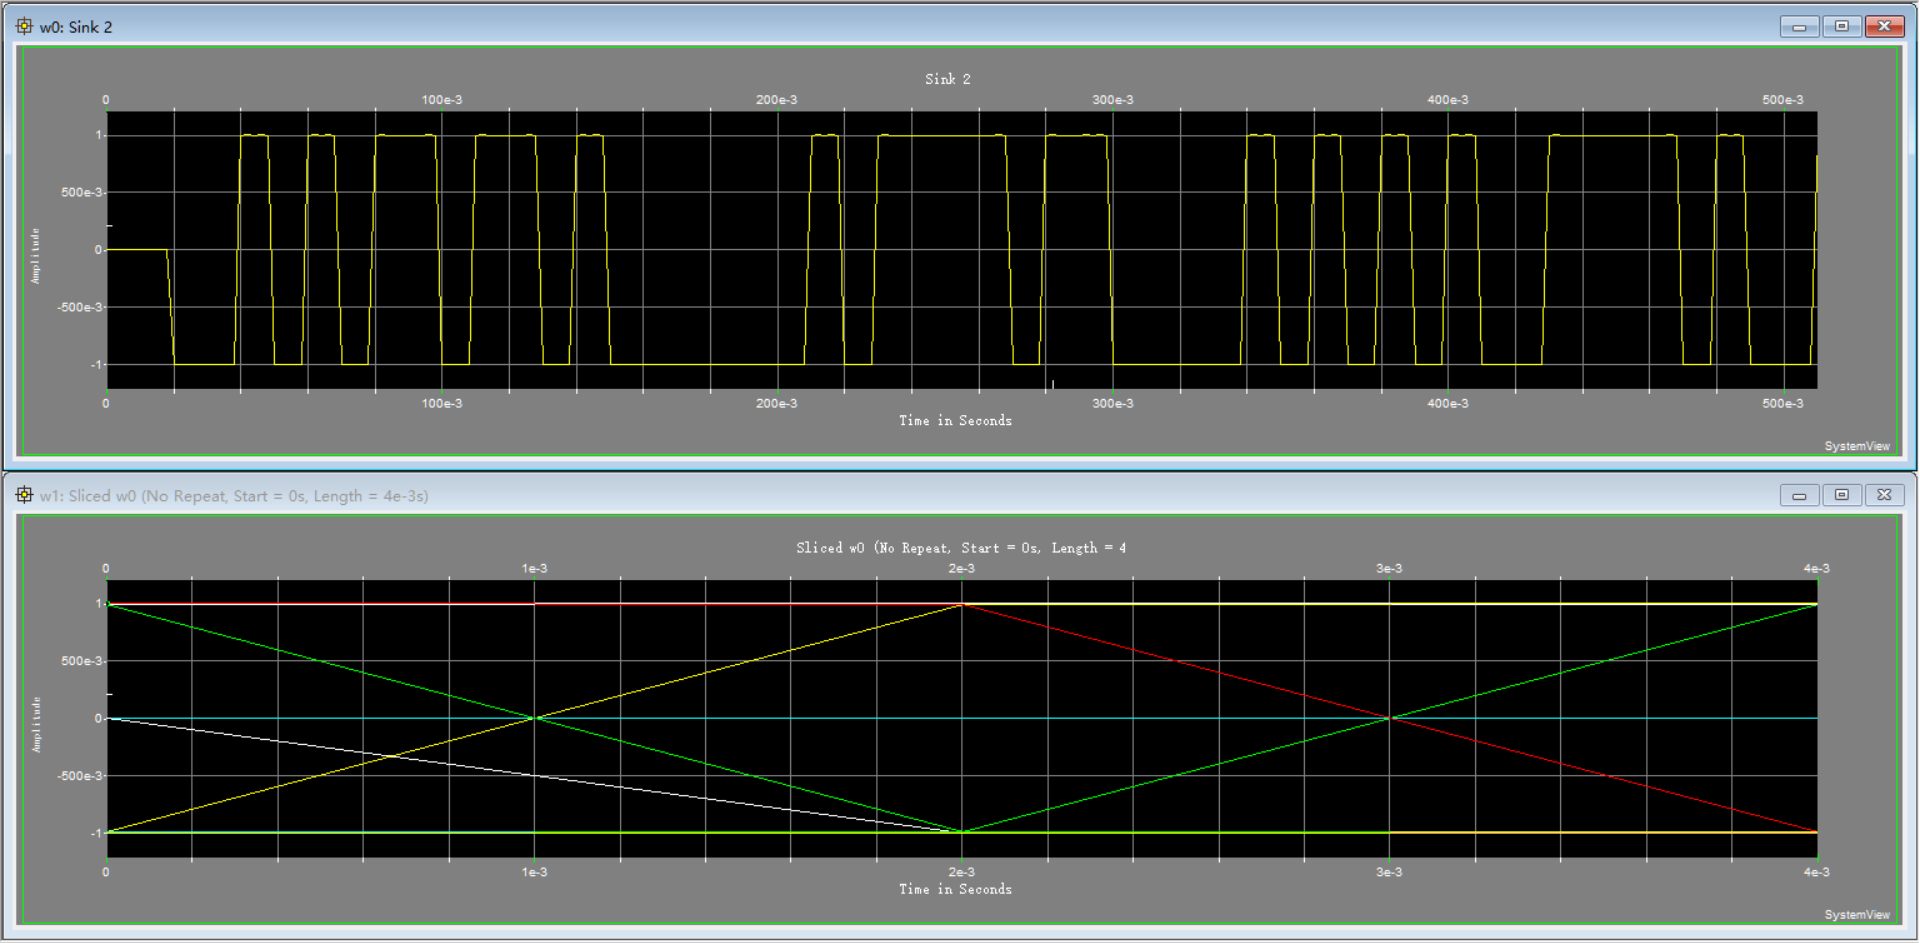 w0: Sink 2
Sink 2
0 100e-3 200e-3 300e-3 400e-3 500e-3
1
500e-3
0
-500e-3
-1
Amplitude
0 100e-3 200e-3 300e-3 400e-3 500e-3
Time in Seconds
SystemView
w1: Sliced w0 (No Repeat, Start = 0s, Length = 4e-3s)
Sliced w0 (No Repeat, Start = 0s, Length = 4
0 1e-3 2e-3 3e-3 4e-3
1
500e-3
0
-500e-3
-1
Amplitude
0 1e-3 2e-3 3e-3 4e-3
Time in Seconds
SystemView